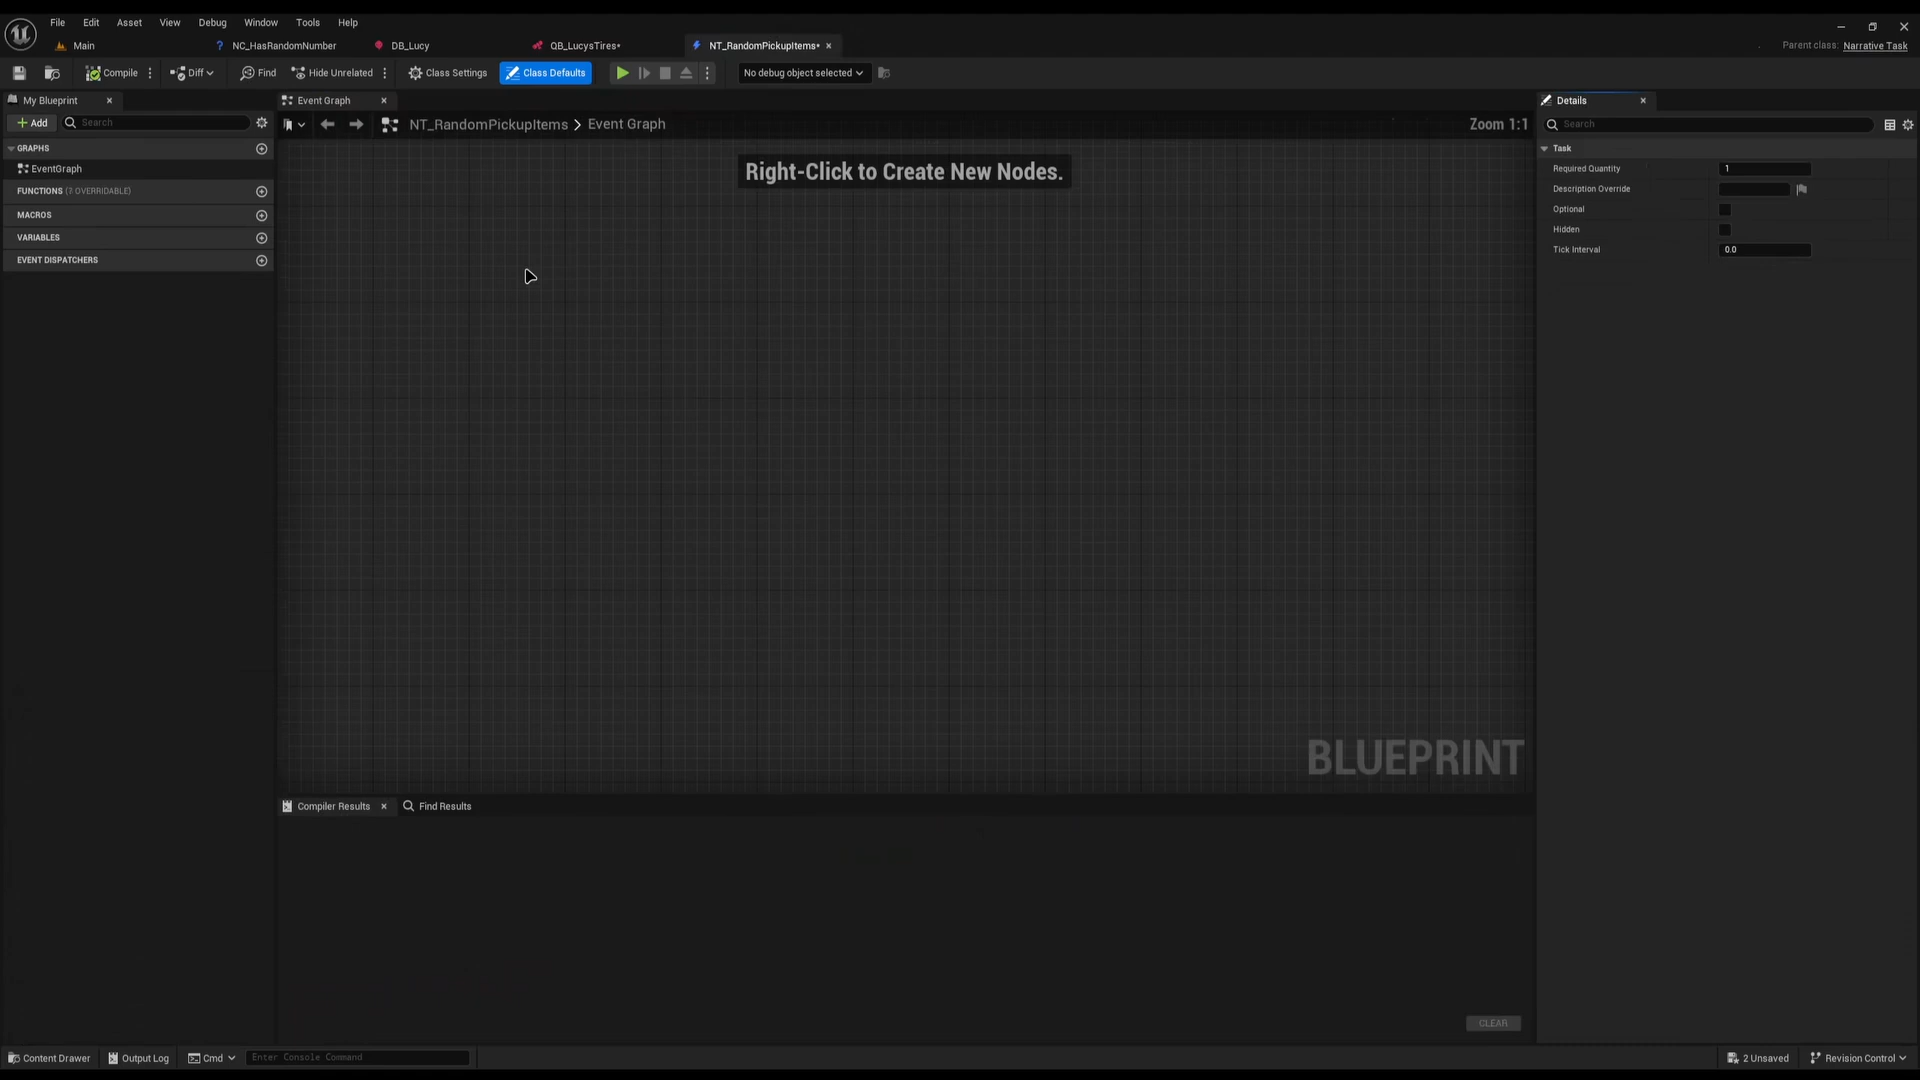 File Edit Asset View Debug Window Tools Help
Main NC_HasRandomNumber DB_Lucy QB_LucysTires• NT_RandomPickupItems•
Parent class: Narrative Task
Compile Diff Find Hide Unrelated Class Settings Class Defaults No debug object selected
My Blueprint Event Graph Details
Add Search NT_RandomPickupItems > Event Graph Zoom 1:1 Search
GRAPHS
EventGraph
FUNCTIONS (7 OVERRIDABLE)
MACROS
VARIABLES
EVENT DISPATCHERS
Right-Click to Create New Nodes.
BLUEPRINT
Task
Required Quantity 1
Description Override
Optional
Hidden
Tick Interval 0.0
Compiler Results Find Results
CLEAR
Content Drawer Output Log Cmd Enter Console Command 2 Unsaved Revision Control